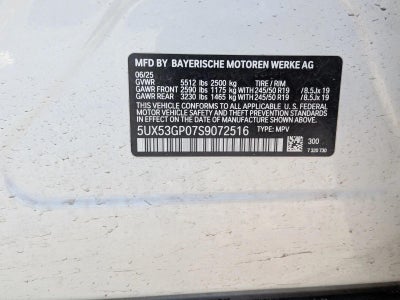 MFD BY BAYERISCHE MOTOREN WERKE AG
06/25
GVWR 5512 lbs 2500 kg TIRE / RIM
GAWR FRONT 2590 lbs 1175 kg WITH 245/50 R19 / 8.5J x 19
GAWR REAR 3230 lbs 1465 kg WITH 245/50 R19 / 8.5J x 19
THIS VEHICLE CONFORMS TO ALL APPLICABLE U.S.
FEDERAL MOTOR VEHICLE SAFETY AND THEFT PREVENTION
STANDARDS IN EFFECT ON THE DATE OF MANUFACTURE
SHOWN ABOVE.
5UX53GP07S9072516 TYPE: MPV
300
7 320 730